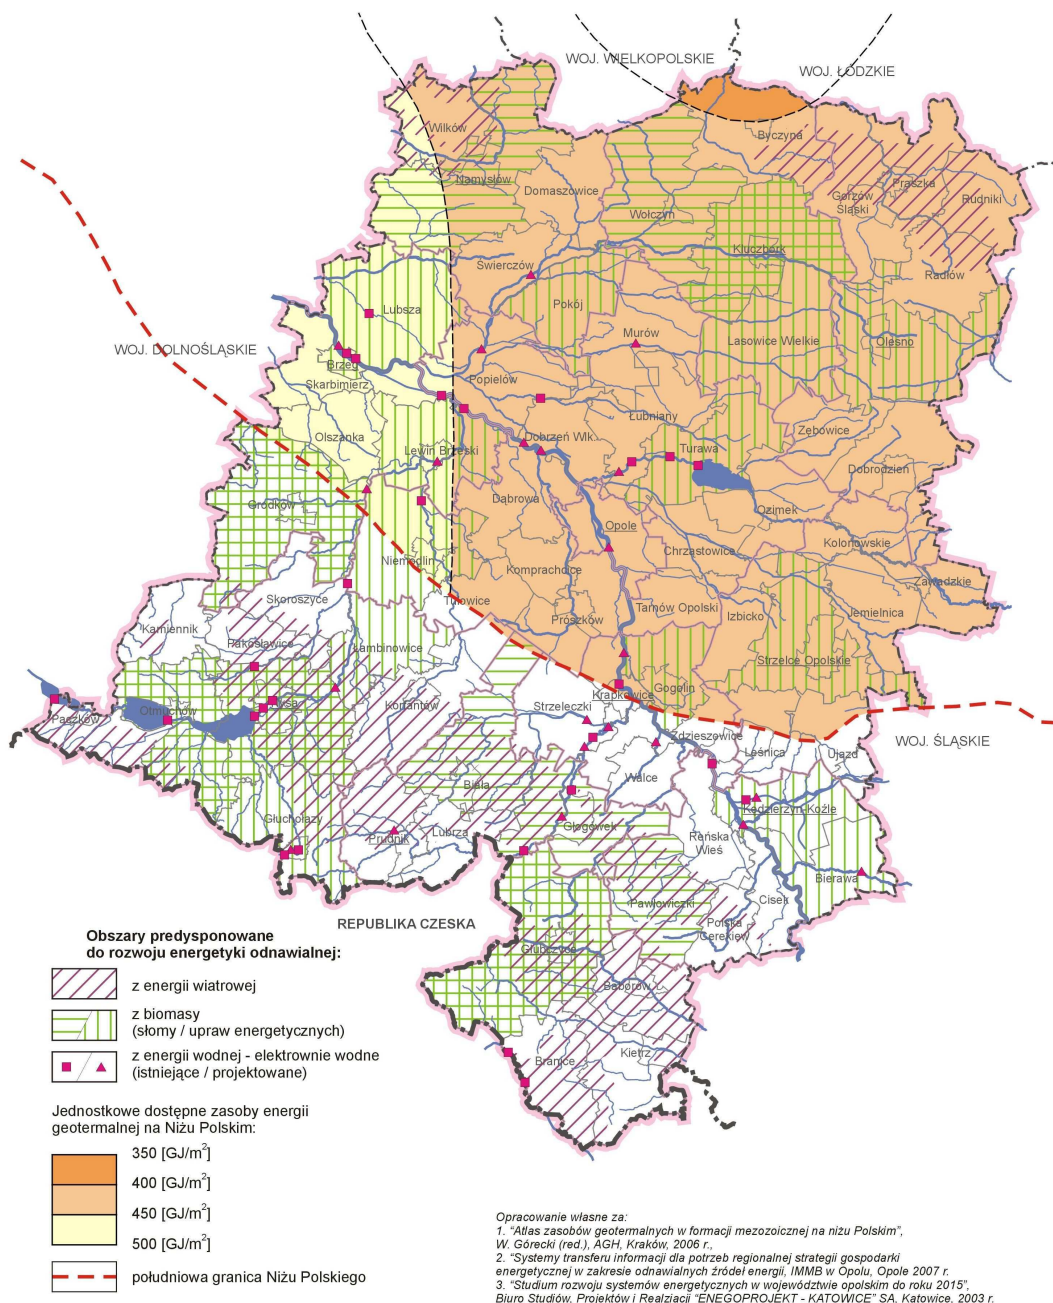 WOJ. WIELKOPOLSKIE
WOJ. ŁÓDZKIE
Wilków
Byczyna
Namysłów
Domaszowice
Praszka
Gorzów
Śląski
Rudniki
Wołczyn
Kluczbork
Świerczów
Radłów
Pokój
Lubsza
Murów
Lasowice Wielkie
Olesno
WOJ. DOLNOŚLĄSKIE
Brzeg
Skarbimierz
Popielów
Łubniany
Zębowice
Olszanka
Lewin Brzeski
Dobrzeń Wlk.
Turawa
Dobrodzień
Grodków
Dąbrowa
Ozimek
Opole
Kolonowskie
Chrząstowice
Niemodlin
Komprachcice
Zawadzkie
Skoroszyce
Tułowice
Tarnów Opolski
Izbicko
Jemielnica
Kamiennik
Prószków
Pakosławice
Łambinowice
Strzelce Opolskie
Gogolin
Krapkowice
Paczków
Otmuchów
Nysa
Korfantów
Strzeleczki
Zdzieszowice
WOJ. ŚLĄSKIE
Leśnica
Ujazd
Walce
Biała
Kędzierzyn-Koźle
Głuchołazy
Prudnik
Lubrza
Głogówek
Reńska
Wieś
Bierawa
Cisek
Pawłowiczki
Polska
Cerekiew
REPUBLIKA CZESKA
Głubczyce
Baborów
Branice
Kietrz
Obszary predysponowane
do rozwoju energetyki odnawialnej:
z energii wiatrowej
z biomasy
(słomy / upraw energetycznych)
z energii wodnej - elektrownie wodne
(istniejące / projektowane)
Jednostkowe dostępne zasoby energii
geotermalnej na Niżu Polskim:
350 [GJ/m²]
400 [GJ/m²]
450 [GJ/m²]
500 [GJ/m²]
południowa granica Niżu Polskiego
Opracowanie własne za:
1. "Atlas zasobów geotermalnych w formacji mezozoicznej na niżu Polskim",
W. Górecki (red.), AGH, Kraków, 2006 r.,
2. "Systemy transferu informacji dla potrzeb regionalnej strategii gospodarki
energetycznej w zakresie odnawialnych źródeł energii, IMMB w Opolu, Opole 2007 r.
3. "Studium rozwoju systemów energetycznych w województwie opolskim do roku 2015",
Biuro Studiów, Projektów i Realziacji "ENEGOPROJEKT - KATOWICE" SA, Katowice, 2003 r.